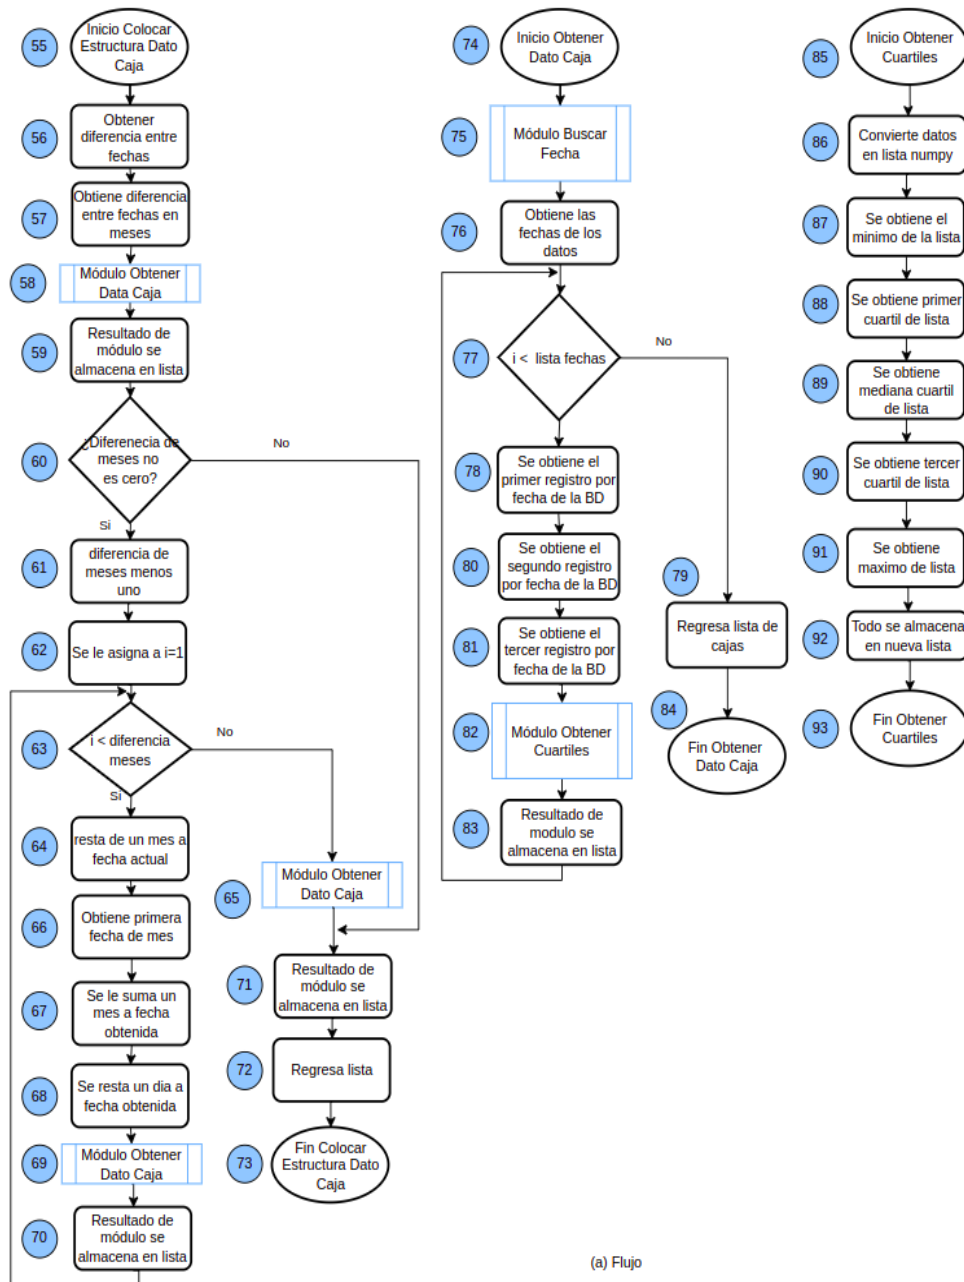 55
Inicio Colocar
Estructura Dato
Caja
56
Obtener
diferencia entre
fechas
57
Obtiene diferencia
entre fechas en
meses
58
Módulo Obtener
Data Caja
59
Resultado de
módulo se
almacena en lista
60
¿Diferenecia de
meses no
es cero?
No
Si
61
diferencia de
meses menos
uno
62
Se le asigna a i=1
63
i < diferencia
meses
No
Si
64
resta de un mes a
fecha actual
65
Módulo Obtener
Dato Caja
66
Obtiene primera
fecha de mes
67
Se le suma un
mes a fecha
obtenida
68
Se resta un dia a
fecha obtenida
69
Módulo Obtener
Dato Caja
70
Resultado de
módulo se
almacena en lista
71
Resultado de
módulo se
almacena en lista
72
Regresa lista
73
Fin Colocar
Estructura Dato
Caja
74
Inicio Obtener
Dato Caja
75
Módulo Buscar
Fecha
76
Obtiene las
fechas de los
datos
77
i < lista fechas
No
78
Se obtiene el
primer registro por
fecha de la BD
79
Regresa lista de
cajas
80
Se obtiene el
segundo registro
por fecha de la BD
81
Se obtiene el
tercer registro por
fecha de la BD
82
Módulo Obtener
Cuartiles
83
Resultado de
modulo se
almacena en lista
84
Fin Obtener
Dato Caja
85
Inicio Obtener
Cuartiles
86
Convierte datos
en lista numpy
87
Se obtiene el
minimo de la lista
88
Se obtiene primer
cuartil de lista
89
Se obtiene
mediana cuartil
de lista
90
Se obtiene tercer
cuartil de lista
91
Se obtiene
maximo de lista
92
Todo se almacena
en nueva lista
93
Fin Obtener
Cuartiles
(a) Flujo